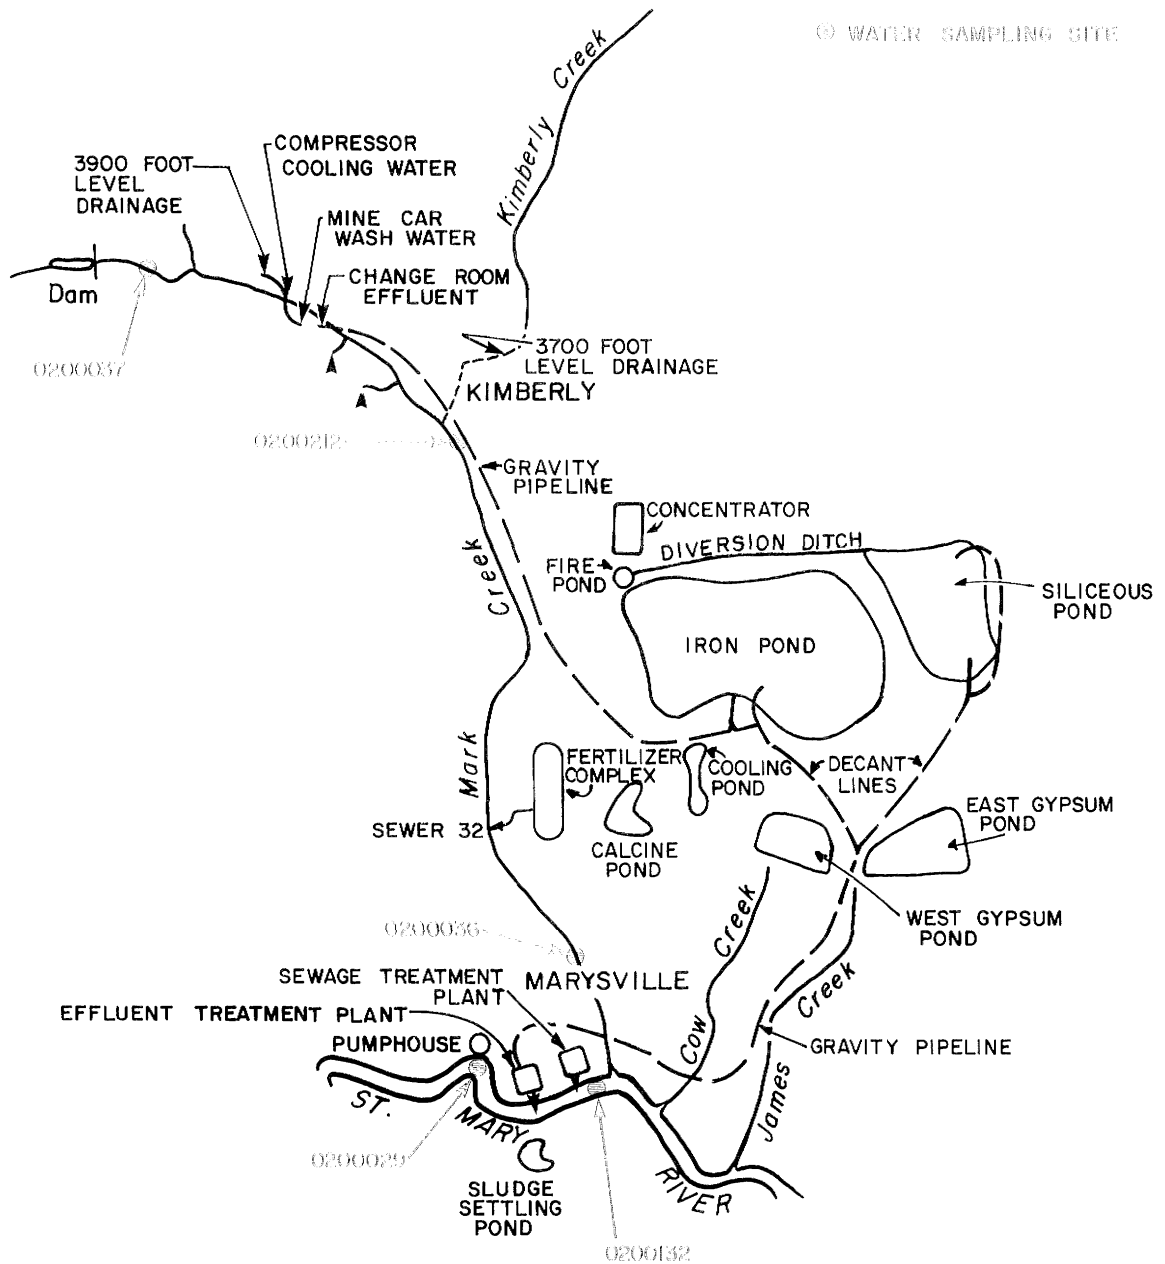 WATER SAMPLING SITE
Kimberly Creek
COMPRESSOR
COOLING WATER
3900 FOOT
LEVEL
DRAINAGE
MINE CAR
WASH WATER
CHANGE ROOM
EFFLUENT
Dam
0200037
3700 FOOT
LEVEL DRAINAGE
KIMBERLY
0200212
GRAVITY
PIPELINE
CONCENTRATOR
DIVERSION DITCH
FIRE
POND
SILICEOUS
POND
IRON POND
Mark Creek
FERTILIZER
COMPLEX
COOLING
POND
DECANT
LINES
SEWER 32
CALCINE
POND
EAST GYPSUM
POND
WEST GYPSUM
POND
0200036
MARYSVILLE
SEWAGE TREATMENT
PLANT
EFFLUENT TREATMENT PLANT
PUMPHOUSE
Cow Creek
James Creek
GRAVITY PIPELINE
ST. MARY RIVER
0200029
SLUDGE
SETTLING
POND
0200132